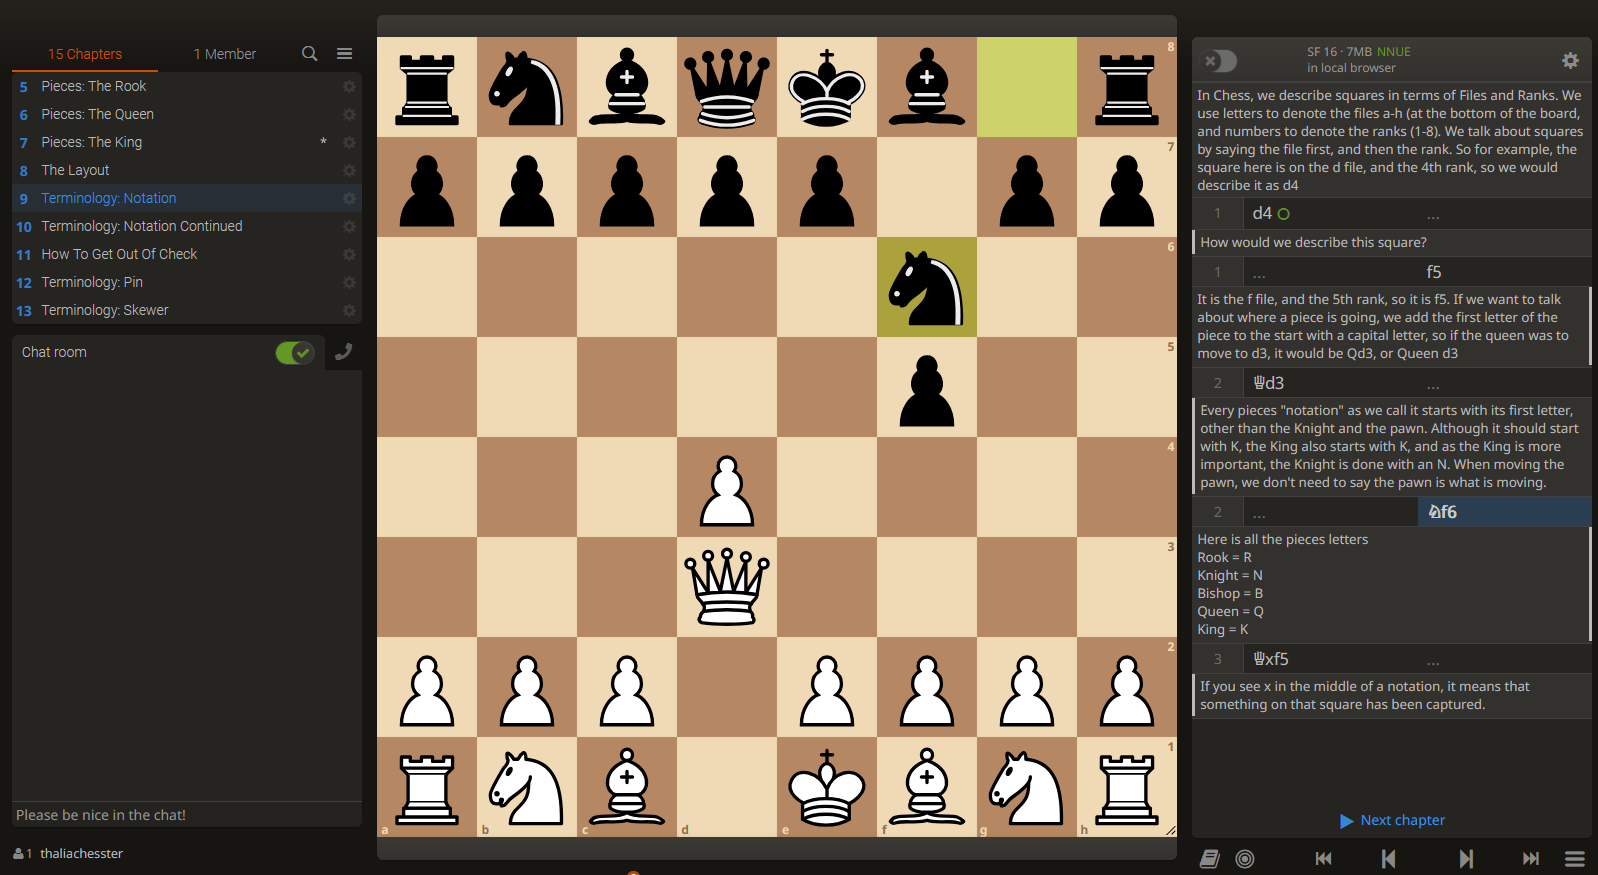 15 Chapters
1 Member
5 Pieces: The Rook
6 Pieces: The Queen
7 Pieces: The King *
8 The Layout
9 Terminology: Notation
10 Terminology: Notation Continued
11 How To Get Out Of Check
12 Terminology: Pin
13 Terminology: Skewer
Chat room
Please be nice in the chat!
1 thaliachesster
8
7
6
5
4
3
2
1
a b c d e f g h
SF 16 · 7MB NNUE
in local browser
In Chess, we describe squares in terms of Files and Ranks. We
use letters to denote the files a-h (at the bottom of the board,
and numbers to denote the ranks (1-8). We talk about squares
by saying the file first, and then the rank. So for example, the
square here is on the d file, and the 4th rank, so we would
describe it as d4
1 d4 ...
How would we describe this square?
1 ... f5
It is the f file, and the 5th rank, so it is f5. If we want to talk
about where a piece is going, we add the first letter of the
piece to the start with a capital letter, so if the queen was to
move to d3, it would be Qd3, or Queen d3
2 ♕d3 ...
Every pieces "notation" as we call it starts with its first letter,
other than the Knight and the pawn. Although it should start
with K, the King also starts with K, and as the King is more
important, the Knight is done with an N. When moving the
pawn, we don't need to say the pawn is what is moving.
2 ... ♘f6
Here is all the pieces letters
Rook = R
Knight = N
Bishop = B
Queen = Q
King = K
3 ♕xf5 ...
If you see x in the middle of a notation, it means that
something on that square has been captured.
Next chapter